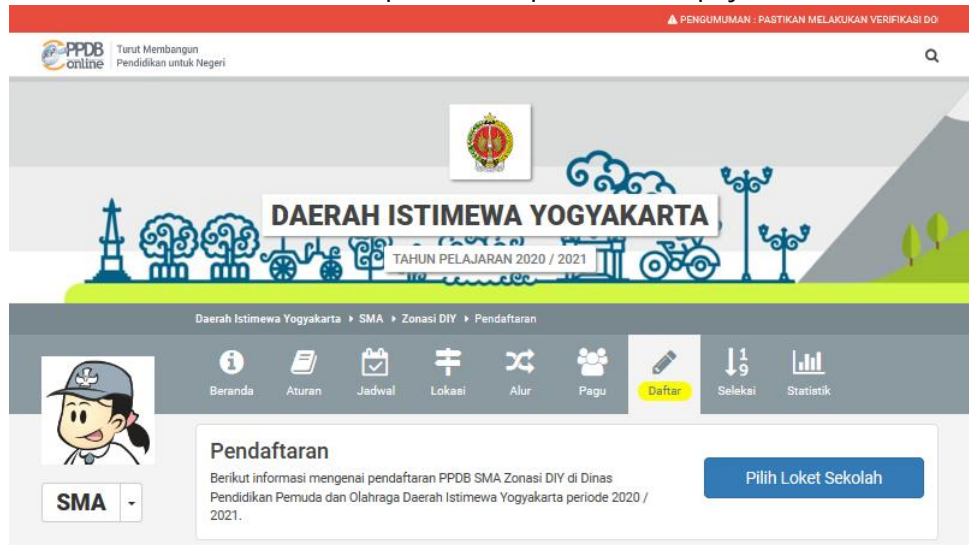 PENGUMUMAN : PASTIKAN MELAKUKAN VERIFIKASI DO
PPDB online
Turut Membangun
Pendidikan untuk Negeri
DAERAH ISTIMEWA YOGYAKARTA
TAHUN PELAJARAN 2020 / 2021
Daerah Istimewa Yogyakarta SMA Zonasi DIY Pendaftaran
Beranda Aturan Jadwal Lokasi Alur Pagu Daftar Seleksi Statistik
SMA
Pendaftaran
Berikut informasi mengenai pendaftaran PPDB SMA Zonasi DIY di Dinas
Pendidikan Pemuda dan Olahraga Daerah Istimewa Yogyakarta periode 2020 /
2021.
Pilih Loket Sekolah